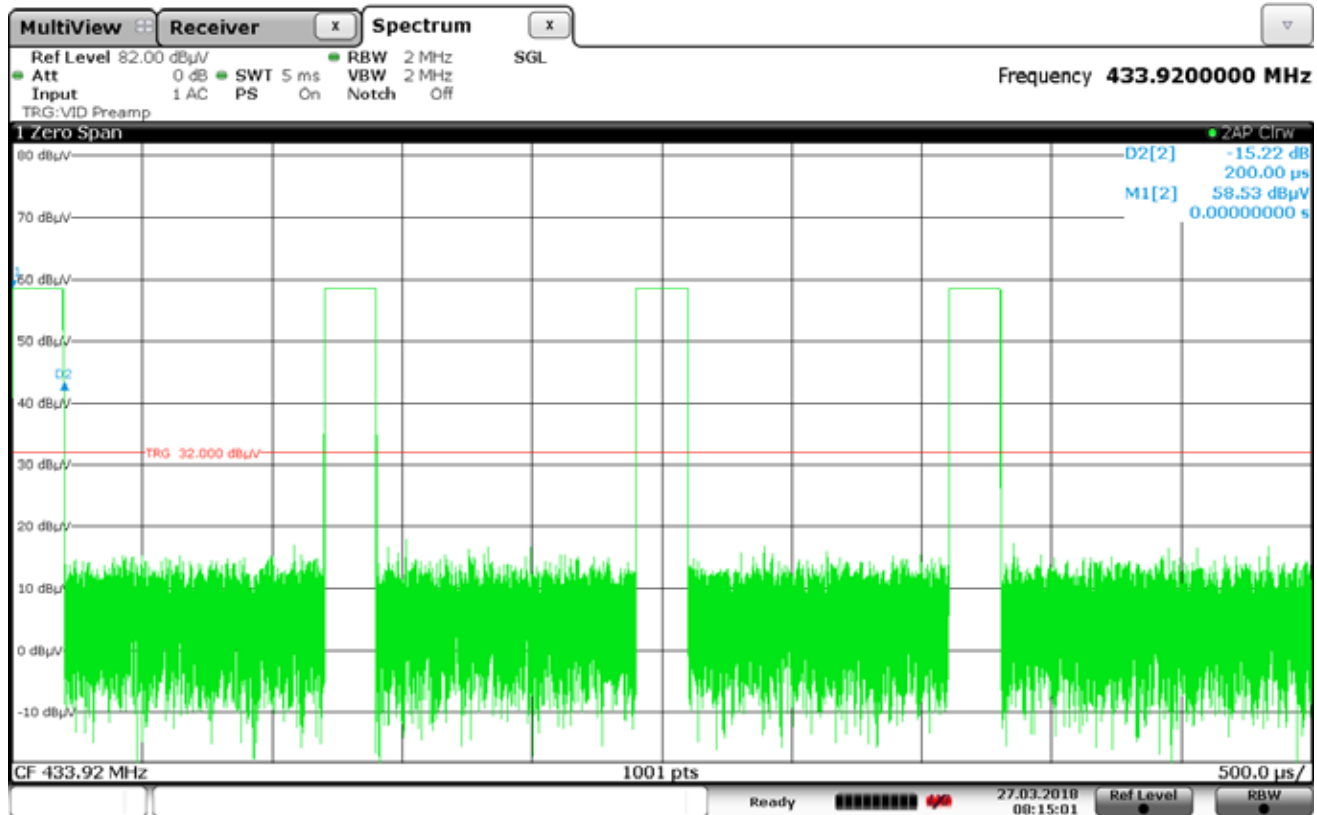 MultiView Receiver X Spectrum X
Ref Level 82.00 dBµV RBW 2 MHz SGL
Att 0 dB SWT 5 ms VBW 2 MHz
Input 1 AC PS On Notch Off
TRG:VID Preamp
Frequency 433.9200000 MHz
1 Zero Span 2AP Clrw
80 dBµV
D2[2] -15.22 dB
200.00 µs
M1[2] 58.53 dBµV
0.00000000 s
70 dBµV
60 dBµV
50 dBµV
D2
40 dBµV
TRG 32.000 dBµV
30 dBµV
20 dBµV
10 dBµV
0 dBµV
-10 dBµV
CF 433.92 MHz 1001 pts 500.0 µs/
Ready 27.03.2018 Ref Level RBW
08:15:01